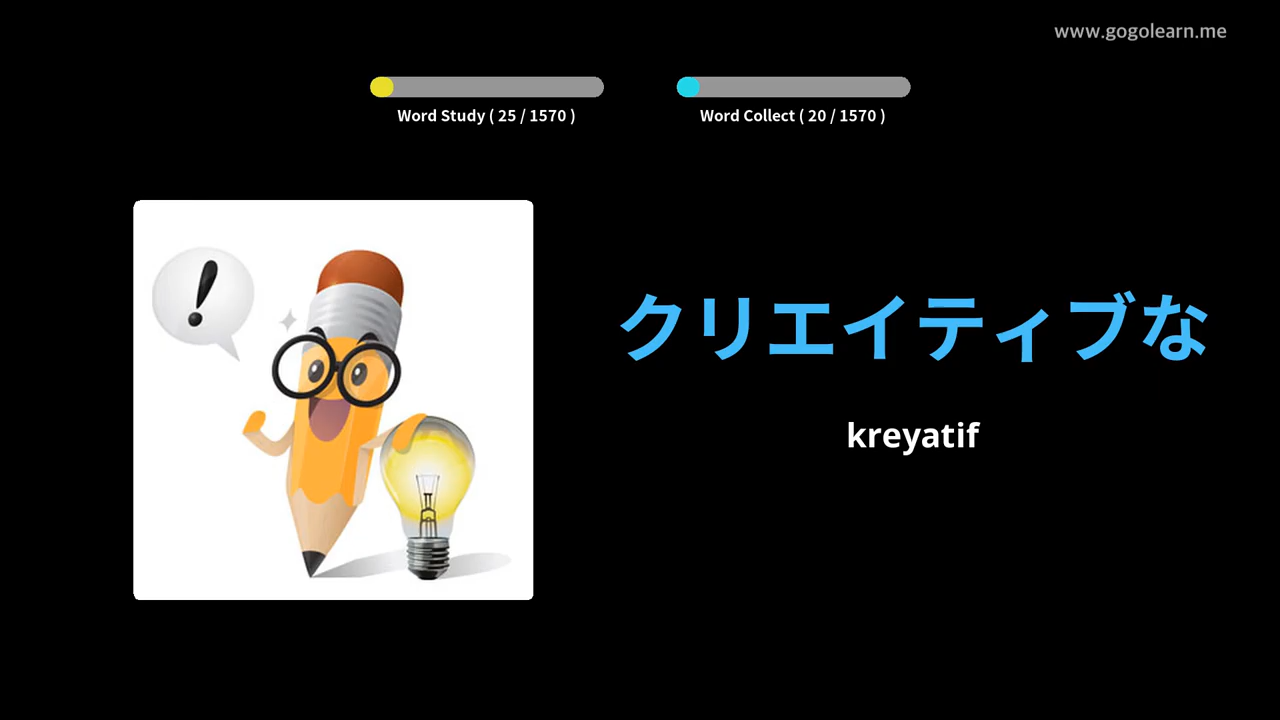 www.gogolearn.me
Word Study ( 25 / 1570 )
Word Collect ( 20 / 1570 )
!
クリエイティブな
kreyatif